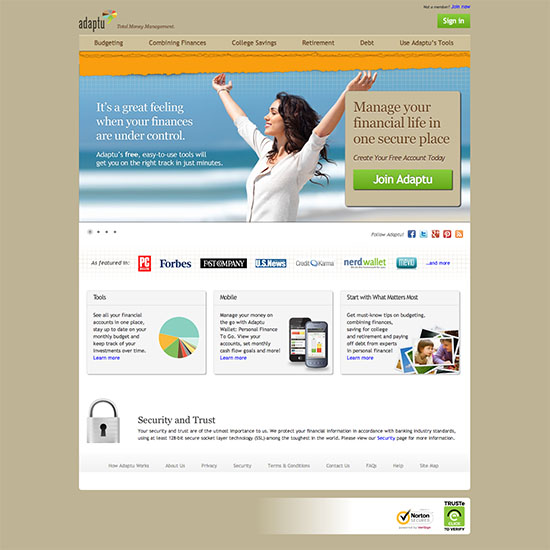 Not a member? Join now
Sign in
adaptu Total Money Management.
Budgeting Combining Finances College Savings Retirement Debt Use Adaptu's Tools
It's a great feeling
when your finances
are under control.
Adaptu's free, easy-to-use tools will
get you on the right track in just minutes.
Manage your
financial life in
one secure place
Create Your Free Account Today
Join Adaptu
Follow Adaptu!
As featured in: PC Forbes FAST COMPANY U.S.News Credit Karma nerdwallet ...and more
Tools
See all your financial
accounts in one place,
stay up to date on your
monthly budget and
keep track of your
investments over time.
Learn more
Mobile
Manage your money
on the go with Adaptu
Wallet: Personal Finance
To Go. View your
accounts, set monthly
cash flow goals and more!
Learn more
Start with What Matters Most
Get must-know tips on budgeting,
combining finances,
saving for college
and retirement and paying
off debt from experts
in personal finance!
Learn more
Security and Trust
Your security and trust are of the utmost importance to us. We protect your financial information in accordance with banking industry standards,
using at least 128-bit secure socket layer technology (SSL) among the toughest in the world. Please view our Security page for more information.
How Adaptu Works About Us Privacy Security Terms & Conditions Contact Us FAQs Help Site Map
Norton
SECURED
powered by VeriSign
TRUSTe
CLICK
TO VERIFY